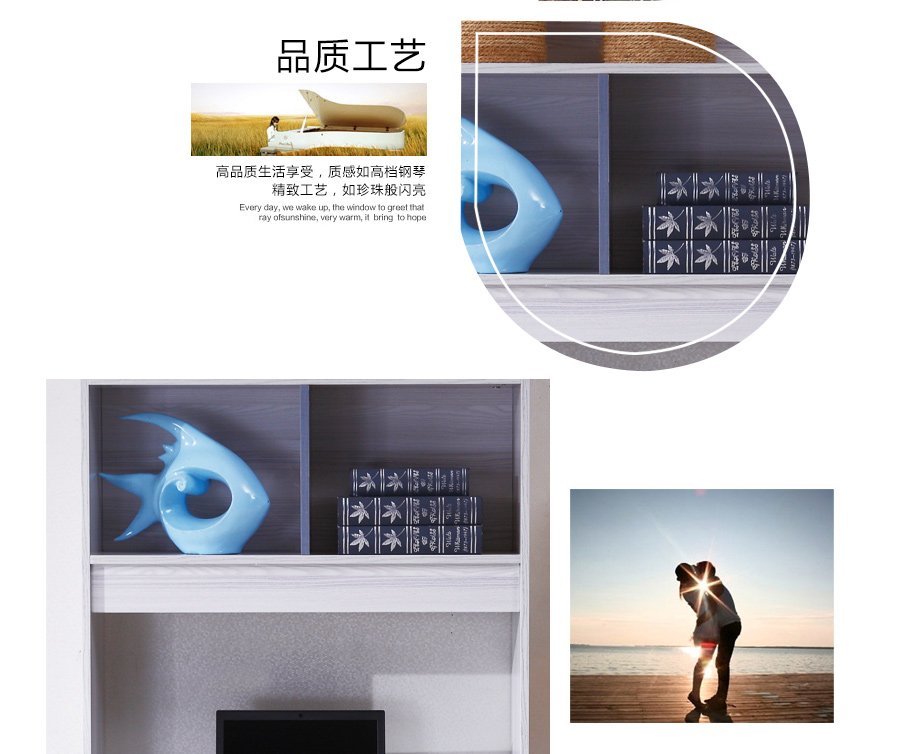 品质工艺
高品质生活享受，质感如高档钢琴
精致工艺，如珍珠般闪亮
Every day, we wake up, the window to greet that
ray ofsunshine, very warm, it bring to hope